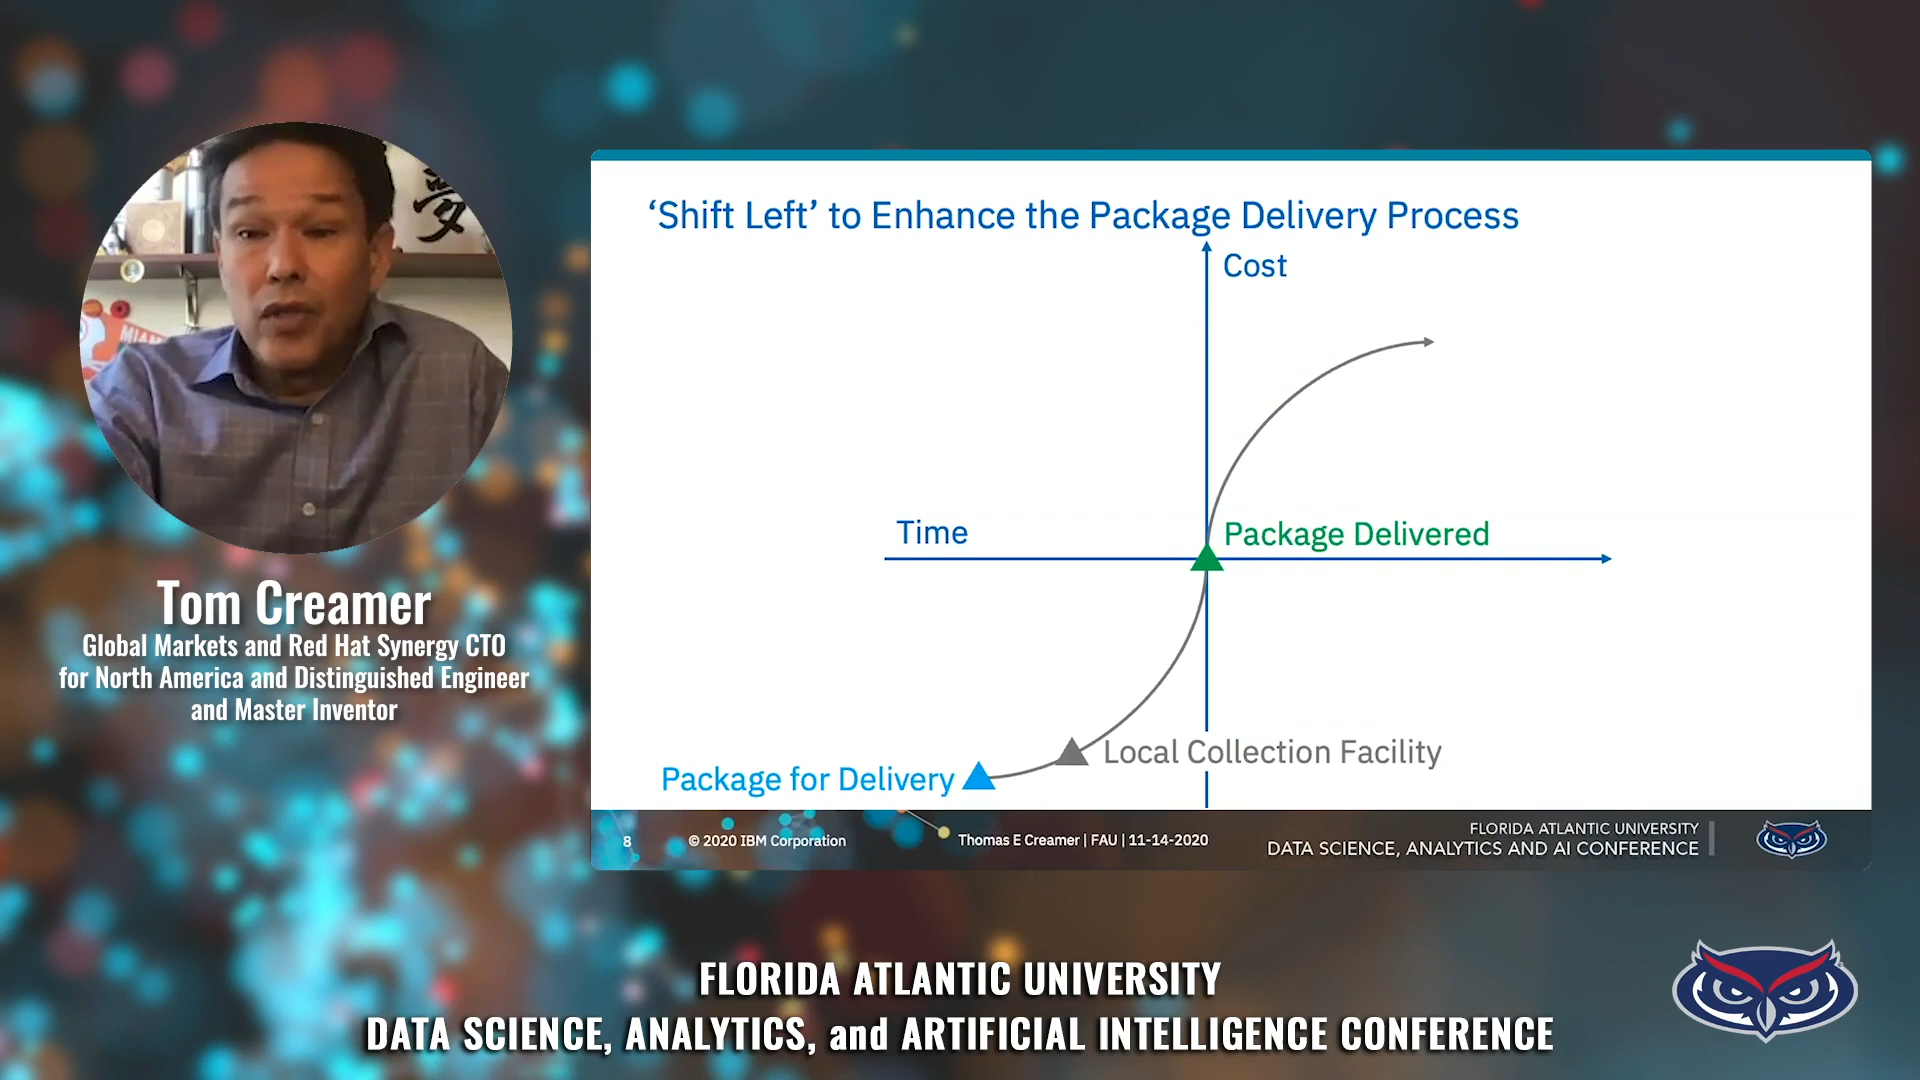 夢
MIAM
Tom Creamer
Global Markets and Red Hat Synergy CTO
for North America and Distinguished Engineer
and Master Inventor
‘Shift Left’ to Enhance the Package Delivery Process
Cost
Time
Package Delivered
Local Collection Facility
Package for Delivery
8
© 2020 IBM Corporation
Thomas E Creamer | FAU | 11-14-2020
FLORIDA ATLANTIC UNIVERSITY
DATA SCIENCE, ANALYTICS AND AI CONFERENCE
FLORIDA ATLANTIC UNIVERSITY
DATA SCIENCE, ANALYTICS, and ARTIFICIAL INTELLIGENCE CONFERENCE